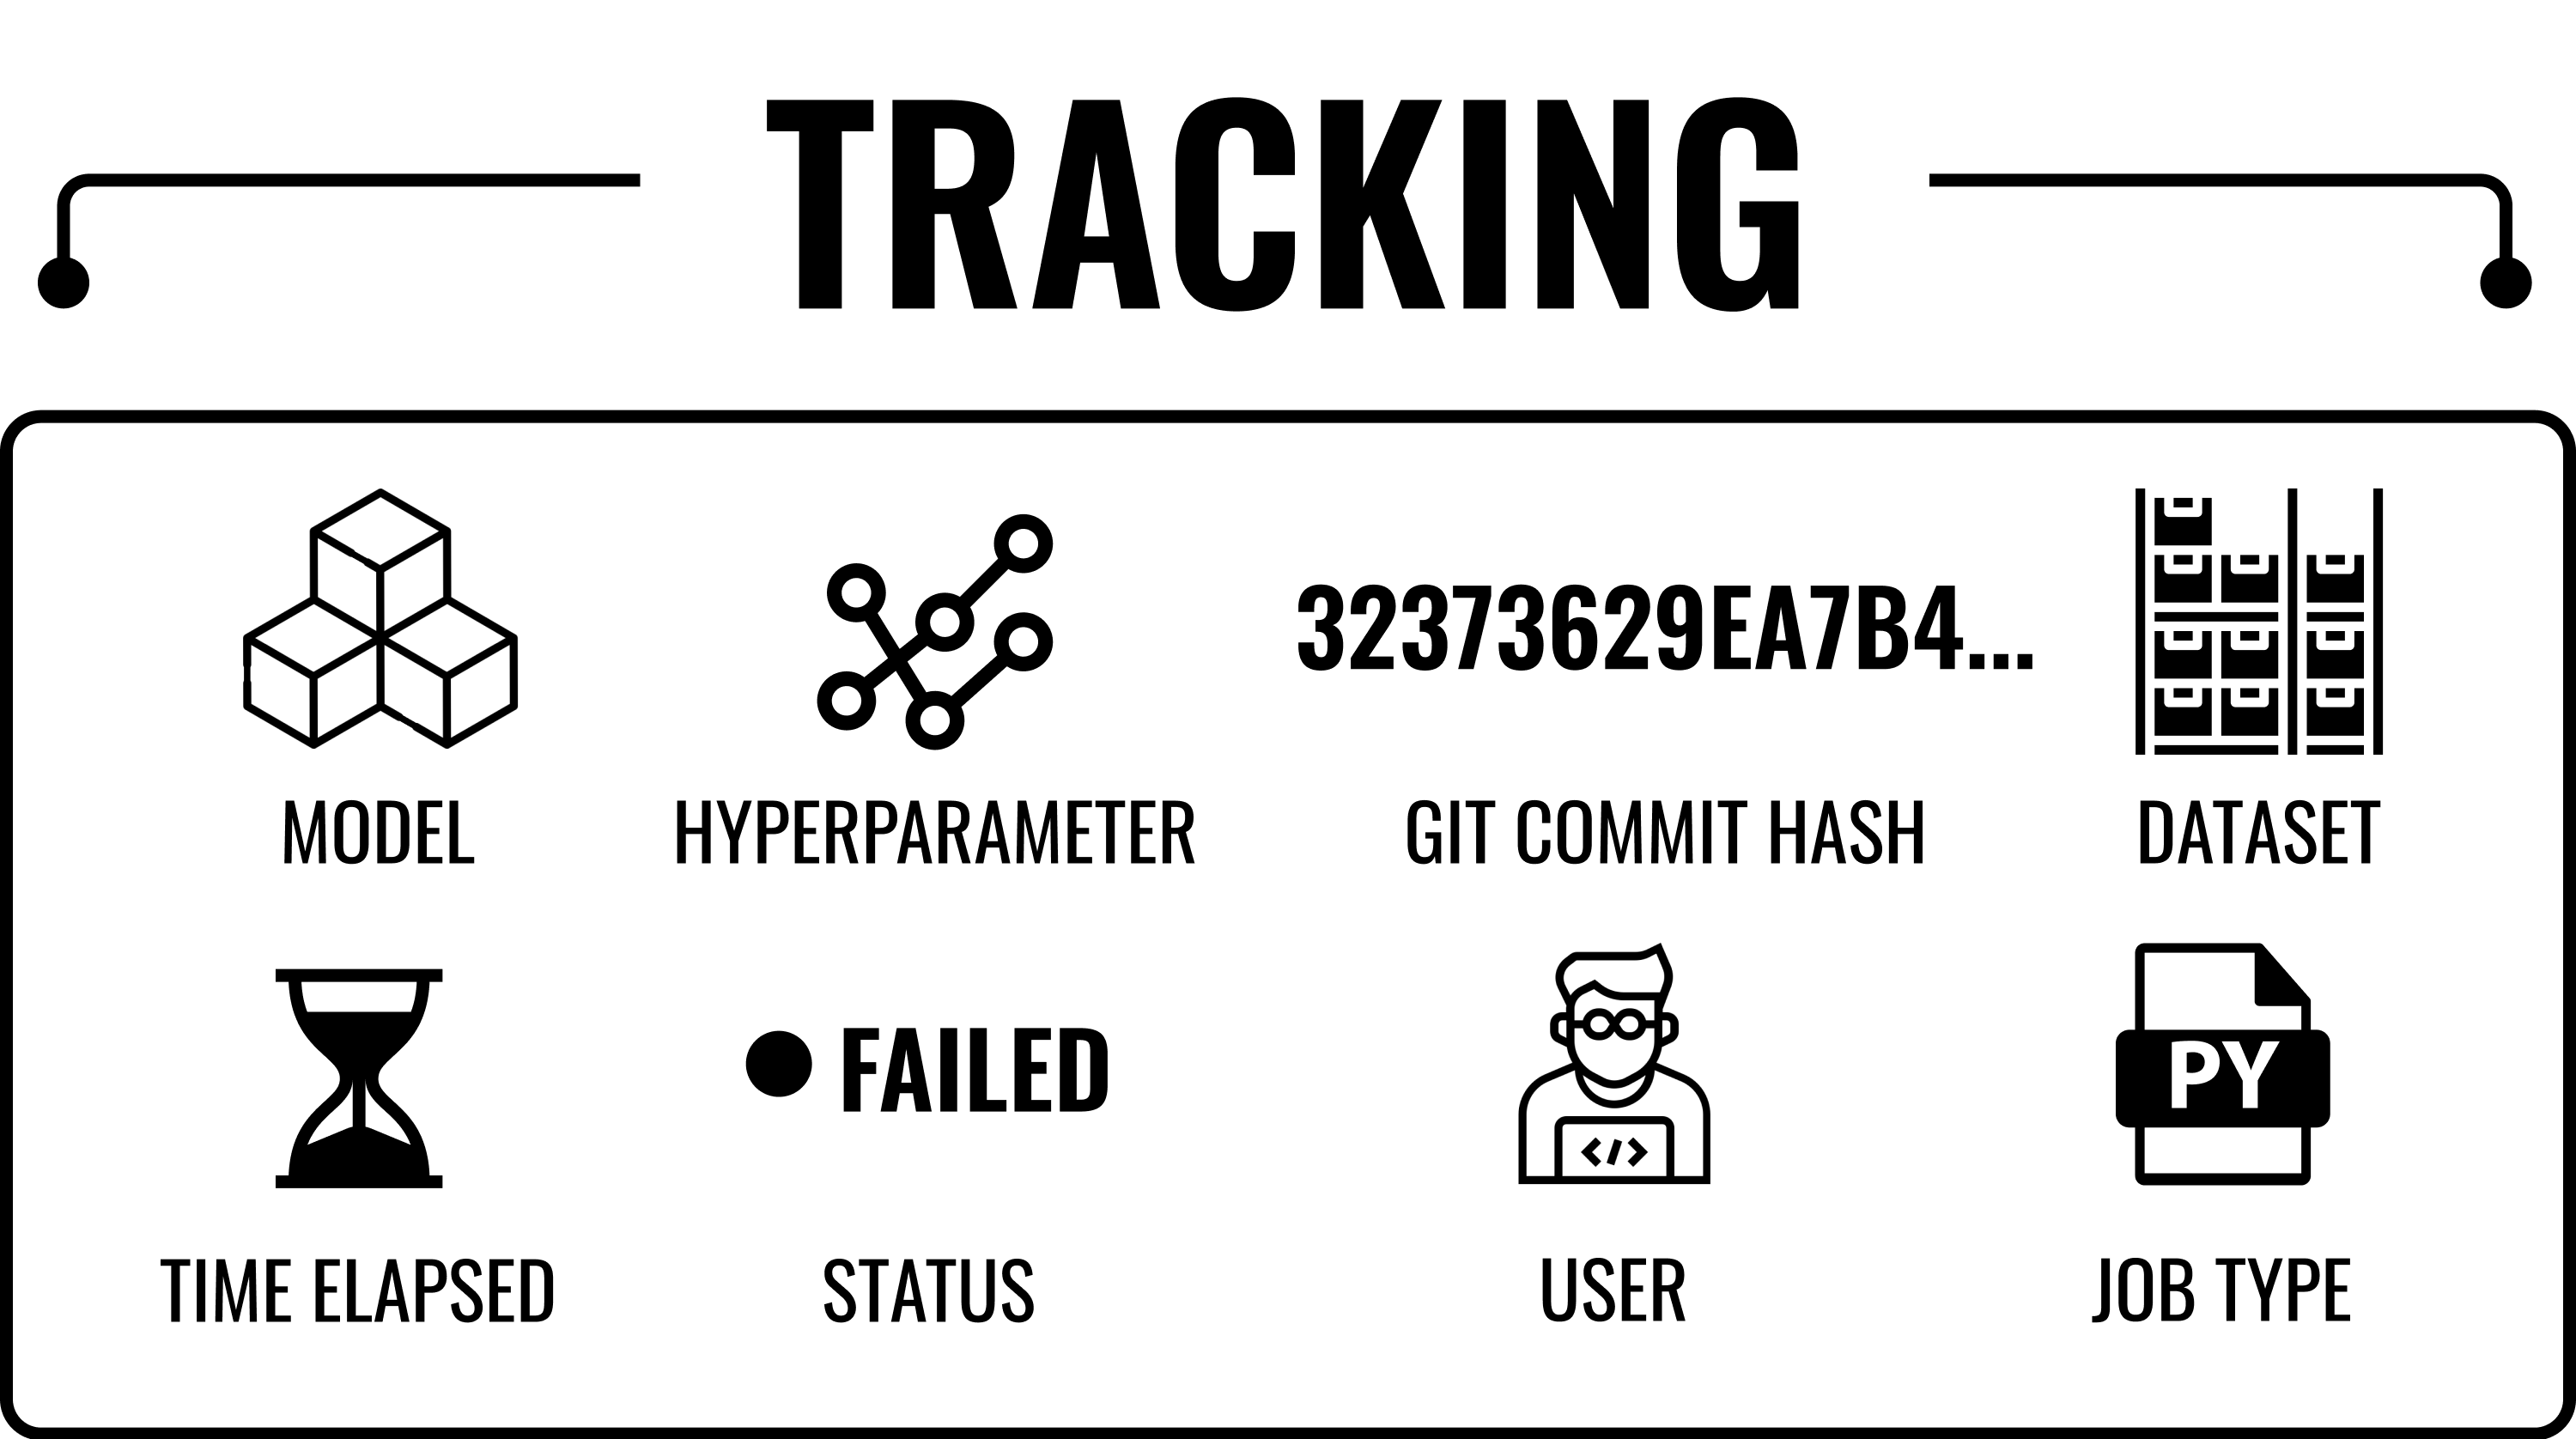 TRACKING
32373629EA7B4...
MODEL
HYPERPARAMETER
GIT COMMIT HASH
DATASET
FAILED
</>
PY
TIME ELAPSED
STATUS
USER
JOB TYPE